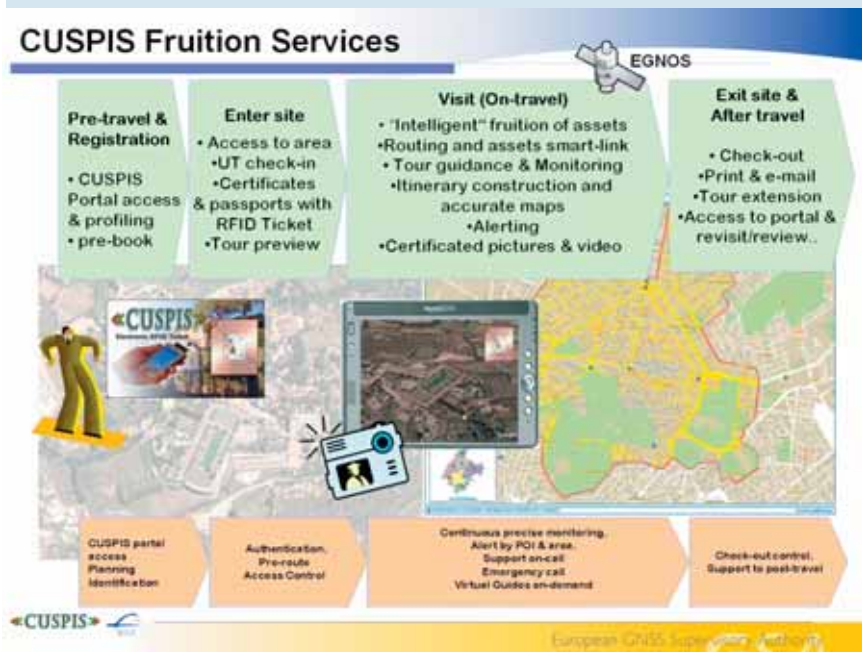 CUSPIS Fruition Services
EGNOS
Pre-travel &
Registration
• CUSPIS
Portal access
& profiling
• pre-book
Enter site
• Access to area
•UT check-in
•Certificates
& passports with
RFID Ticket
•Tour preview
Visit (On-travel)
• "Intelligent" fruition of assets
•Routing and assets smart-link
• Tour guidance & Monitoring
•Itinerary construction and
accurate maps
•Alerting
•Certificated pictures & video
Exit site &
After travel
• Check-out
•Print & e-mail
•Tour extension
•Access to portal &
revisit/review..
«CUSPIS»
Electronic RFID Ticket
CUSPIS portal
access
Planning
Identification
Authentication,
Pre-route
Access Control
Continuous precise monitoring,
Alert by POI & area,
Support on-call
Emergency call
Virtual Guides on-demand
Check-out control,
Support to post-travel
«CUSPIS»
European GNSS Supervisory Authority